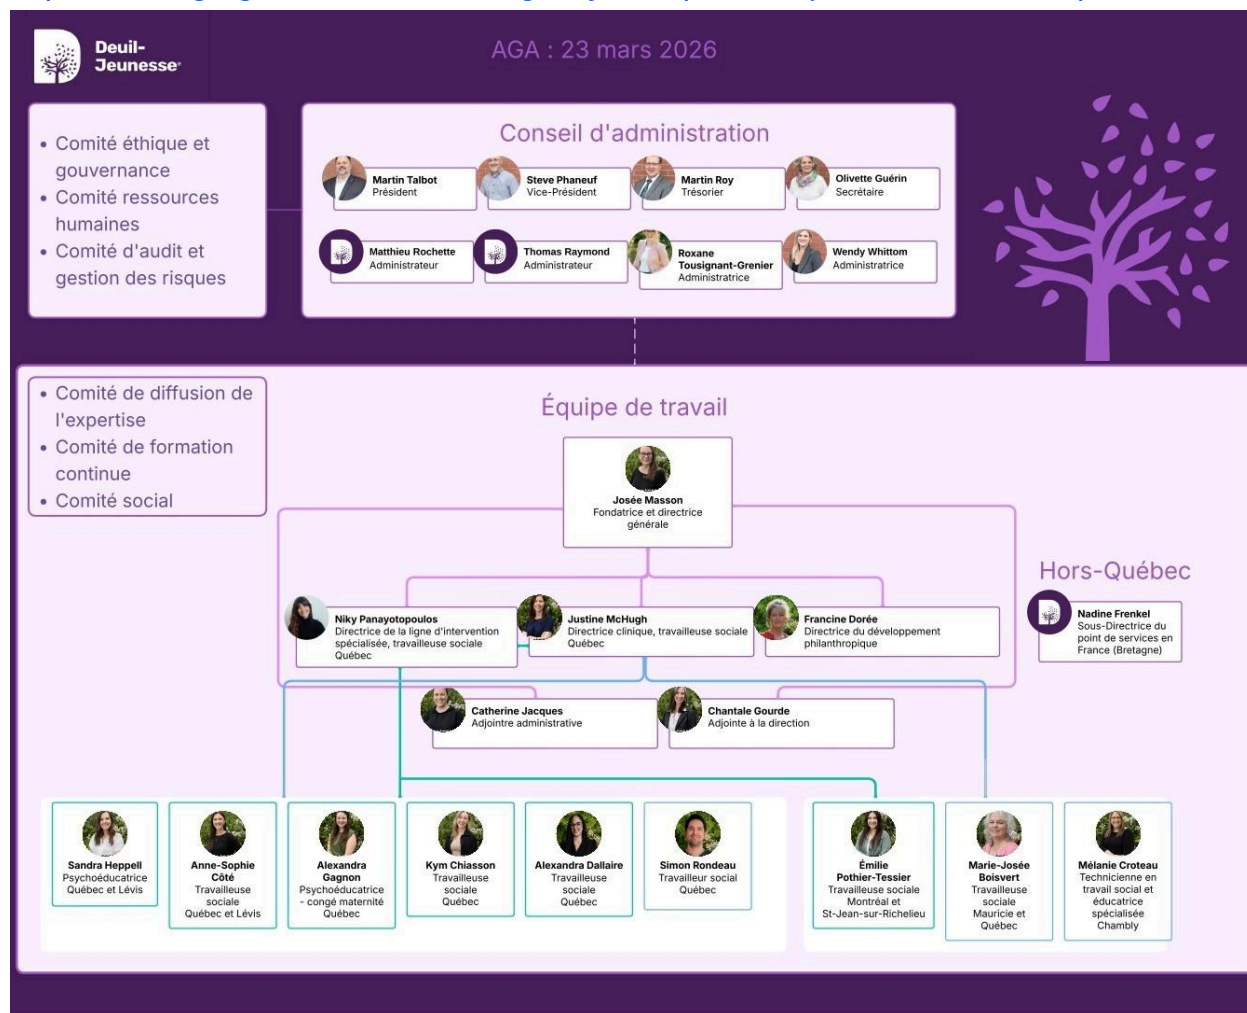 Deuil-
Jeunesse
AGA : 23 mars 2026
• Comité éthique et
gouvernance
• Comité ressources
humaines
• Comité d'audit et
gestion des risques
Conseil d'administration
Martin Talbot
Président
Steve Phaneuf
Vice-Président
Martin Roy
Trésorier
Olivette Guérin
Secrétaire
Matthieu Rochette
Administrateur
Thomas Raymond
Administrateur
Roxane
Tousignant-Grenier
Administratrice
Wendy Whittom
Administratrice
• Comité de diffusion de
l'expertise
• Comité de formation
continue
• Comité social
Équipe de travail
Josée Masson
Fondatrice et directrice
générale
Hors-Québec
Nadine Frenkel
Sous-Directrice du
point de services en
France (Bretagne)
Niky Panayotopoulos
Directrice de la ligne d'intervention
spécialisée, travailleuse sociale
Québec
Justine McHugh
Directrice clinique, travailleuse sociale
Québec
Francine Dorée
Directrice du développement
philanthropique
Catherine Jacques
Adjointre administrative
Chantale Gourde
Adjointe à la direction
Sandra Heppell
Psychoéducatrice
Québec et Lévis
Anne-Sophie
Côté
Travailleuse
sociale
Québec et Lévis
Alexandra
Gagnon
Psychoéducatrice
- congé maternité
Québec
Kym Chiasson
Travailleuse
sociale
Québec
Alexandra Dallaire
Travailleuse
sociale
Québec
Simon Rondeau
Travailleur social
Québec
Émilie
Pothier-Tessier
Travailleuse sociale
Montréal et
St-Jean-sur-Richelieu
Marie-Josée
Boisvert
Travailleuse
sociale
Mauricie et
Québec
Mélanie Croteau
Technicienne en
travail social et
éducatrice
spécialisée
Chambly